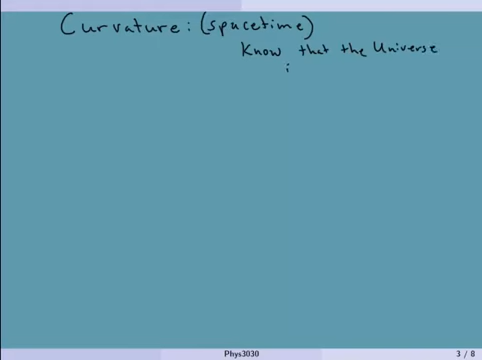 Curvature: (spacetime)
Know that the Universe
i
Phys3030
3 / 8